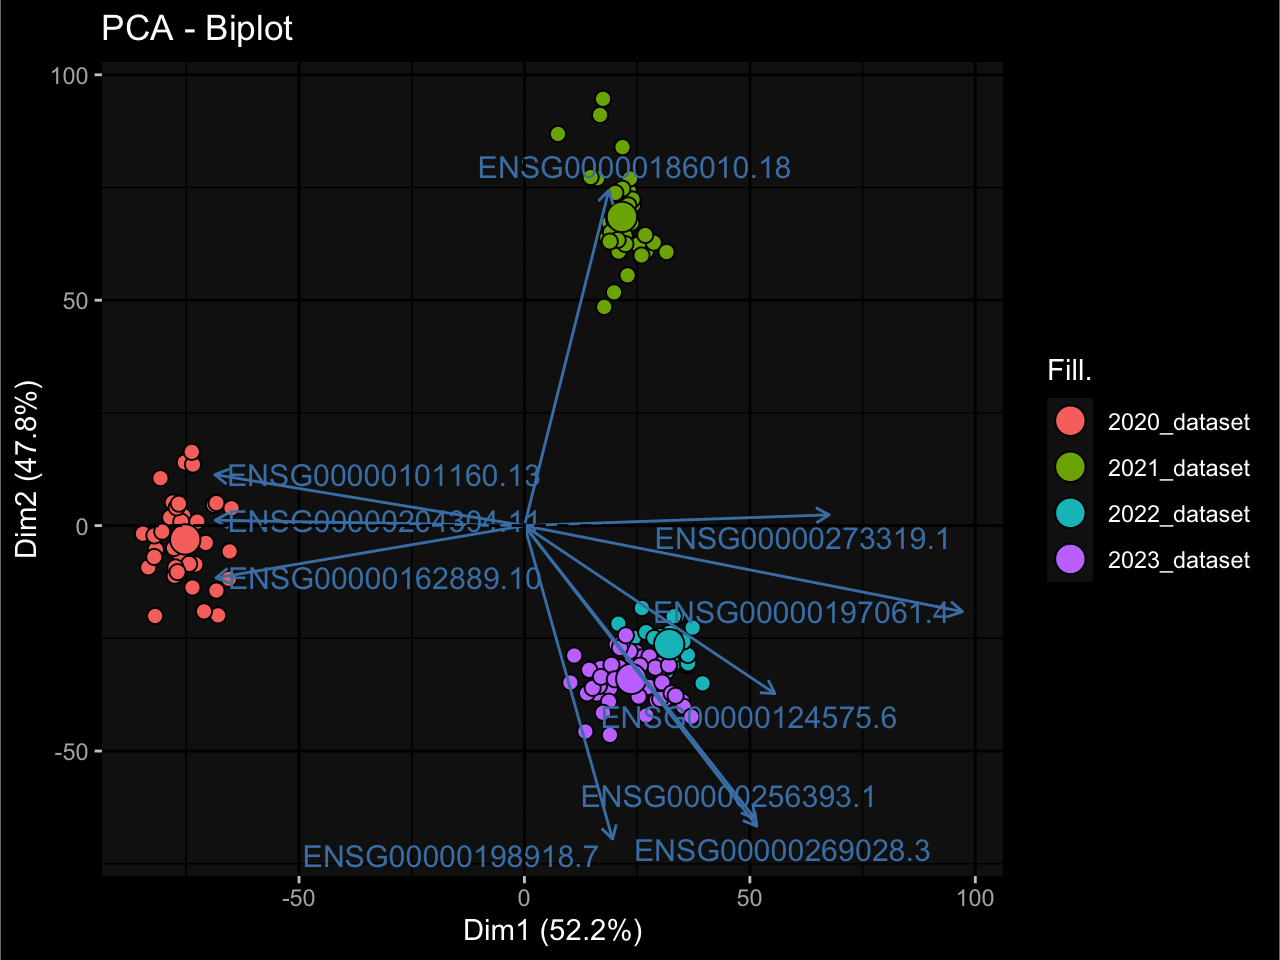 PCA - Biplot
100
50
0
-50
Dim2 (47.8%)
ENSG00000186010.18
ENSG00000101160.13
ENSG00000204304.11
ENSG00000162889.10
ENSG00000273319.1
ENSG00000197061.4
ENSG00000124575.6
ENSG00000256393.1
ENSG00000269028.3
ENSG00000198918.7
-50
0
50
100
Dim1 (52.2%)
Fill.
2020_dataset
2021_dataset
2022_dataset
2023_dataset